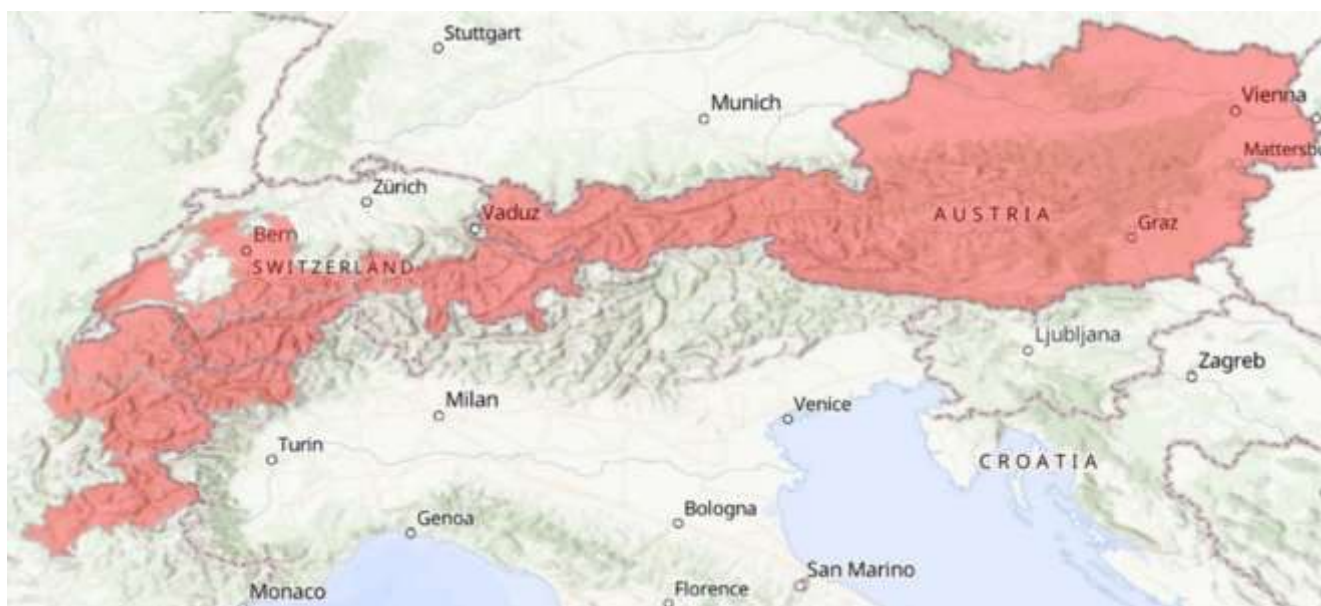 Stuttgart
Munich
Vienna
Mattersb
Zürich
Vaduz
AUSTRIA
Graz
Bern
SWITZERLAND
Ljubljana
Zagreb
Milan
Venice
Turin
CROATIA
Bologna
Genoa
San Marino
Monaco
Florence